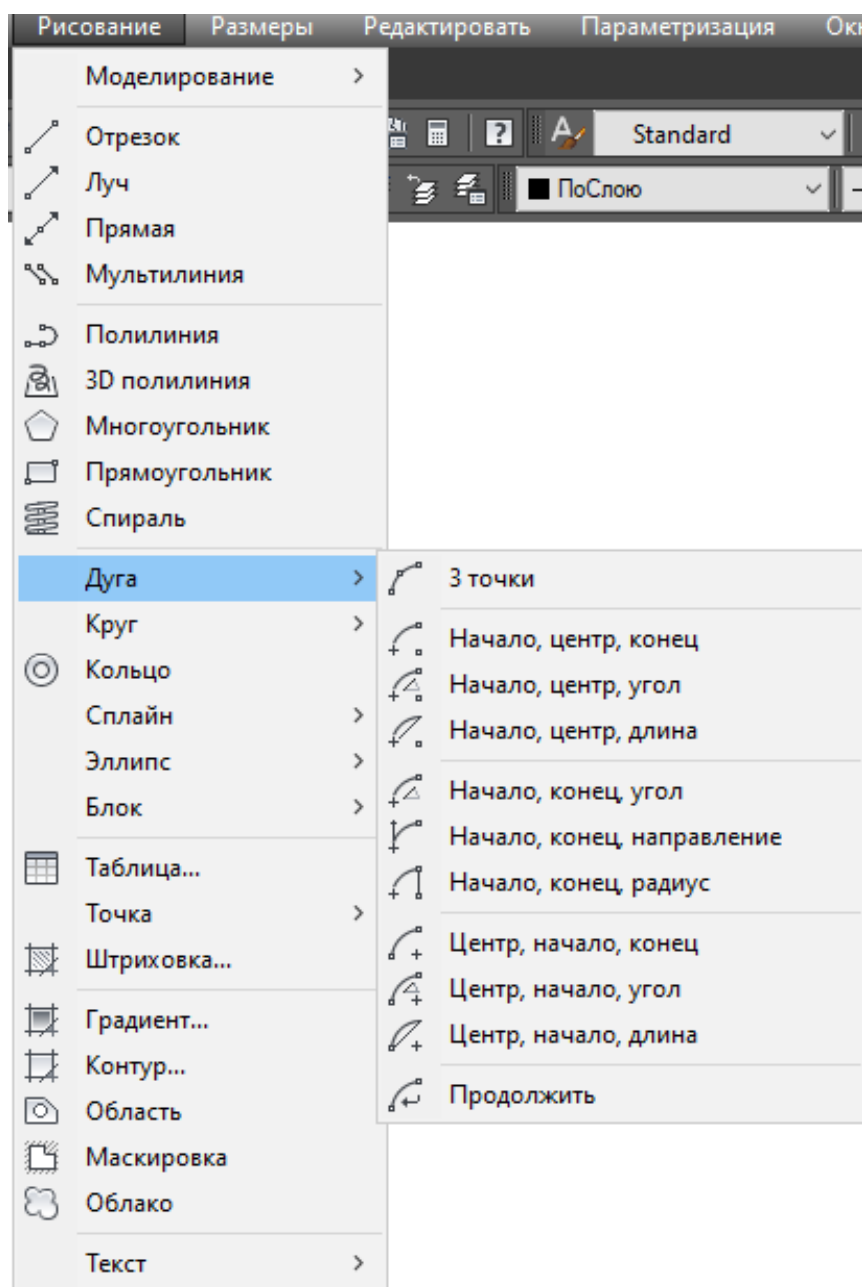 Рисование Размеры Редактировать Параметризация Окн
Моделирование
Standard
ПоСлою
Отрезок
Луч
Прямая
Мультилиния
Полилиния
3D полилиния
Многоугольник
Прямоугольник
Спираль
Дуга
Круг
Кольцо
Сплайн
Эллипс
Блок
Таблица...
Точка
Штриховка...
Градиент...
Контур...
Область
Маскировка
Облако
Текст
3 точки
Начало, центр, конец
Начало, центр, угол
Начало, центр, длина
Начало, конец, угол
Начало, конец, направление
Начало, конец, радиус
Центр, начало, конец
Центр, начало, угол
Центр, начало, длина
Продолжить